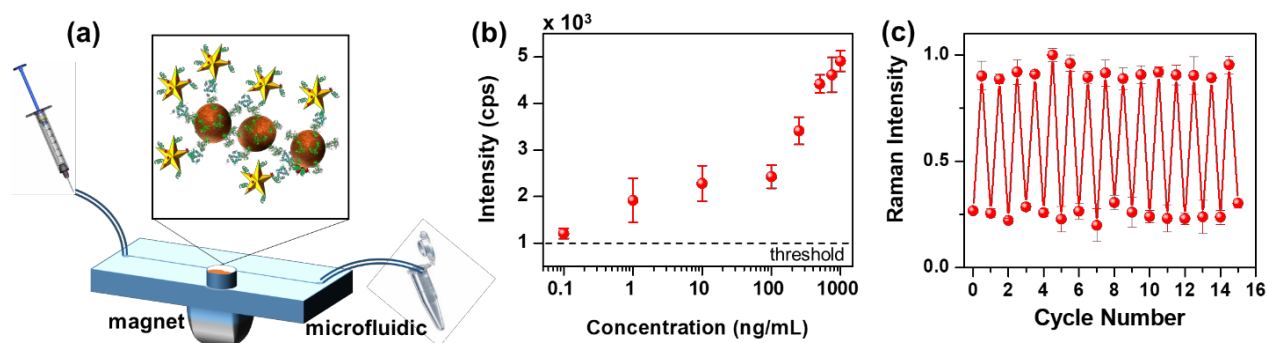 (a)
magnet
microfluidic
(b)
x 10³
Intensity (cps)
5
4
3
2
1
threshold
0.1 1 10 100 1000
Concentration (ng/mL)
(c)
Raman Intensity
1.0
0.5
0.0
0 2 4 6 8 10 12 14 16
Cycle Number